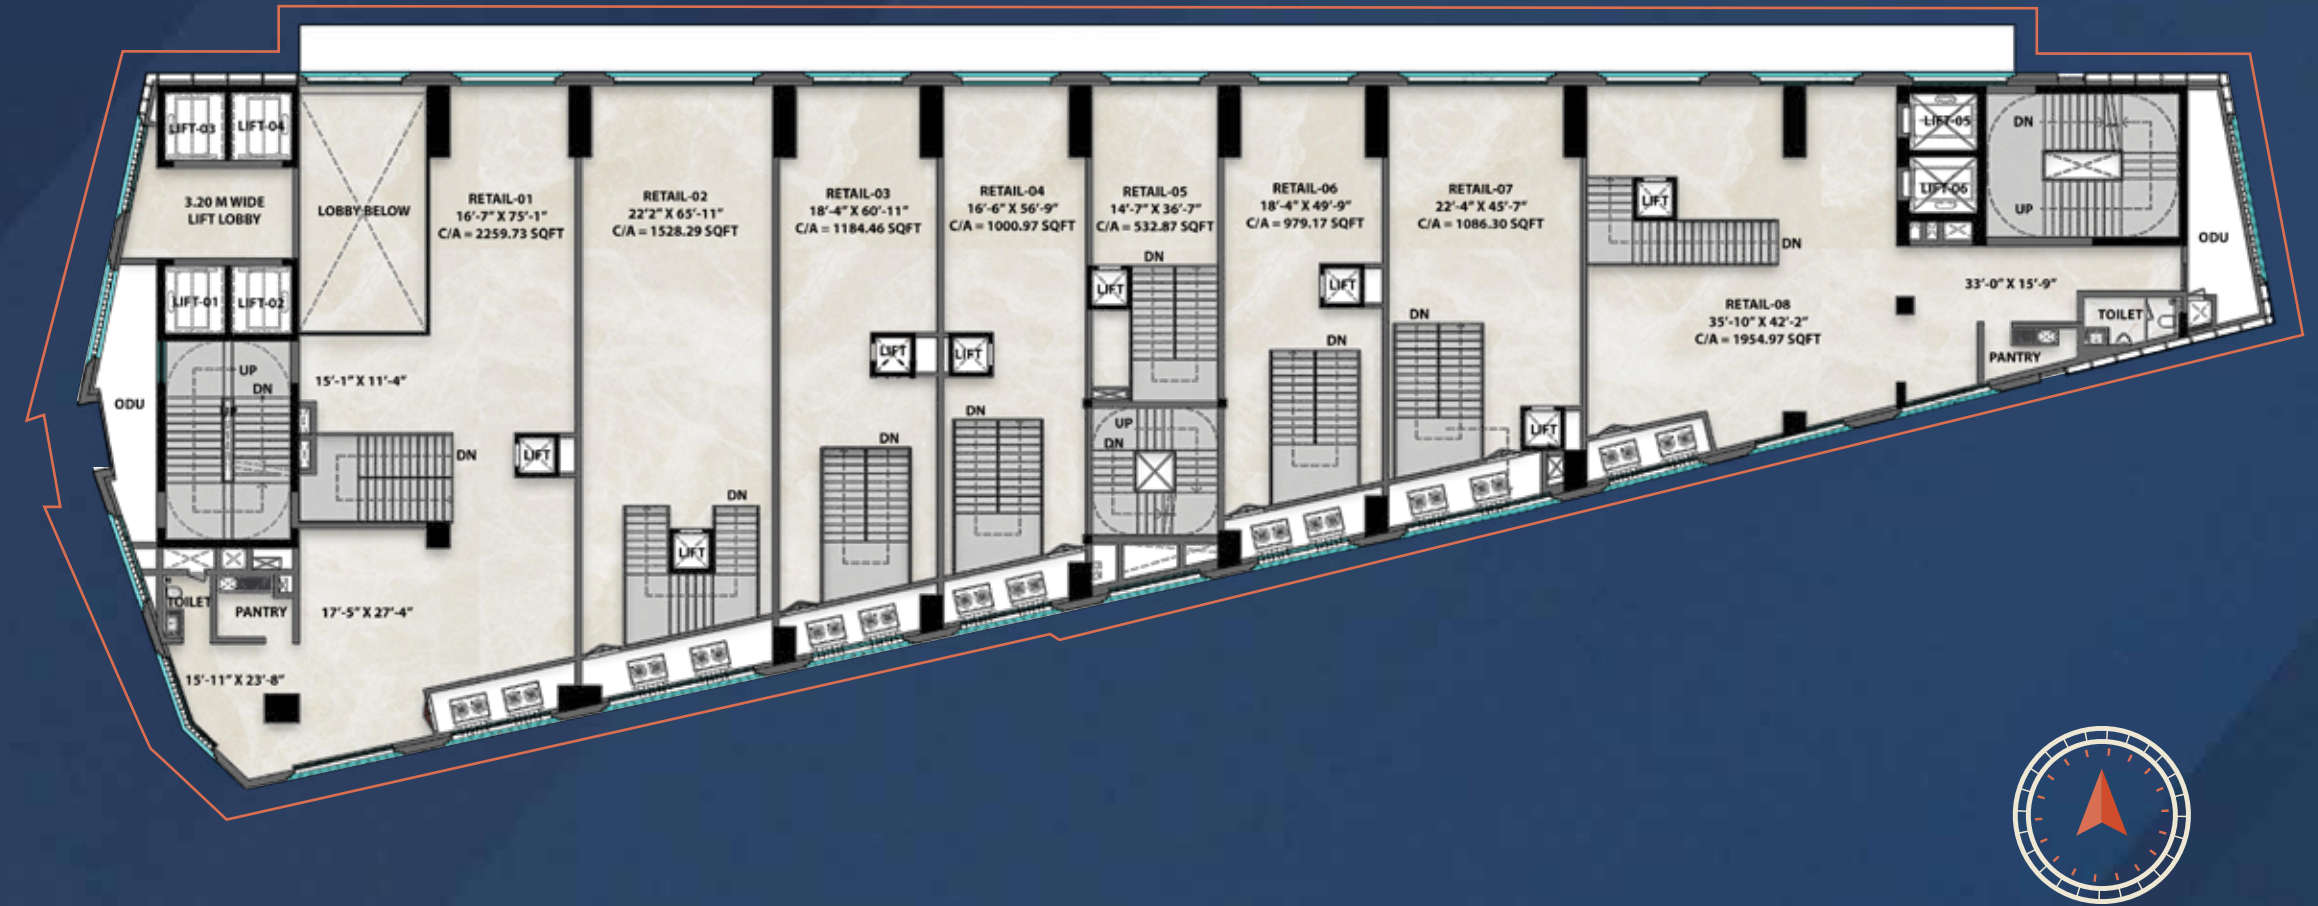 LIFT-03
LIFT-04
3.20 M WIDE
LIFT LOBBY
LIFT-01
LIFT-02
UP
DN
ODU
TOILET
PANTRY
LOBBY BELOW
RETAIL-01
16'-7" X 75'-1"
C/A = 2259.73 SQFT
15'-1" X 11'-4"
DN
LIFT
17'-5" X 27'-4"
15'-11" X 23'-8"
RETAIL-02
22'2" X 65'-11"
C/A = 1528.29 SQFT
DN
LIFT
RETAIL-03
18'-4" X 60'-11"
C/A = 1184.46 SQFT
LIFT
DN
RETAIL-04
16'-6" X 56'-9"
C/A = 1000.97 SQFT
LIFT
DN
RETAIL-05
14'-7" X 36'-7"
C/A = 532.87 SQFT
DN
LIFT
UP
DN
RETAIL-06
18'-4" X 49'-9"
C/A = 979.17 SQFT
LIFT
DN
RETAIL-07
22'-4" X 45'-7"
C/A = 1086.30 SQFT
DN
LIFT
LIFT
DN
RETAIL-08
35'-10" X 42'-2"
C/A = 1954.97 SQFT
LIFT-05
LIFT-06
DN
UP
ODU
33'-0" X 15'-9"
TOILET
PANTRY